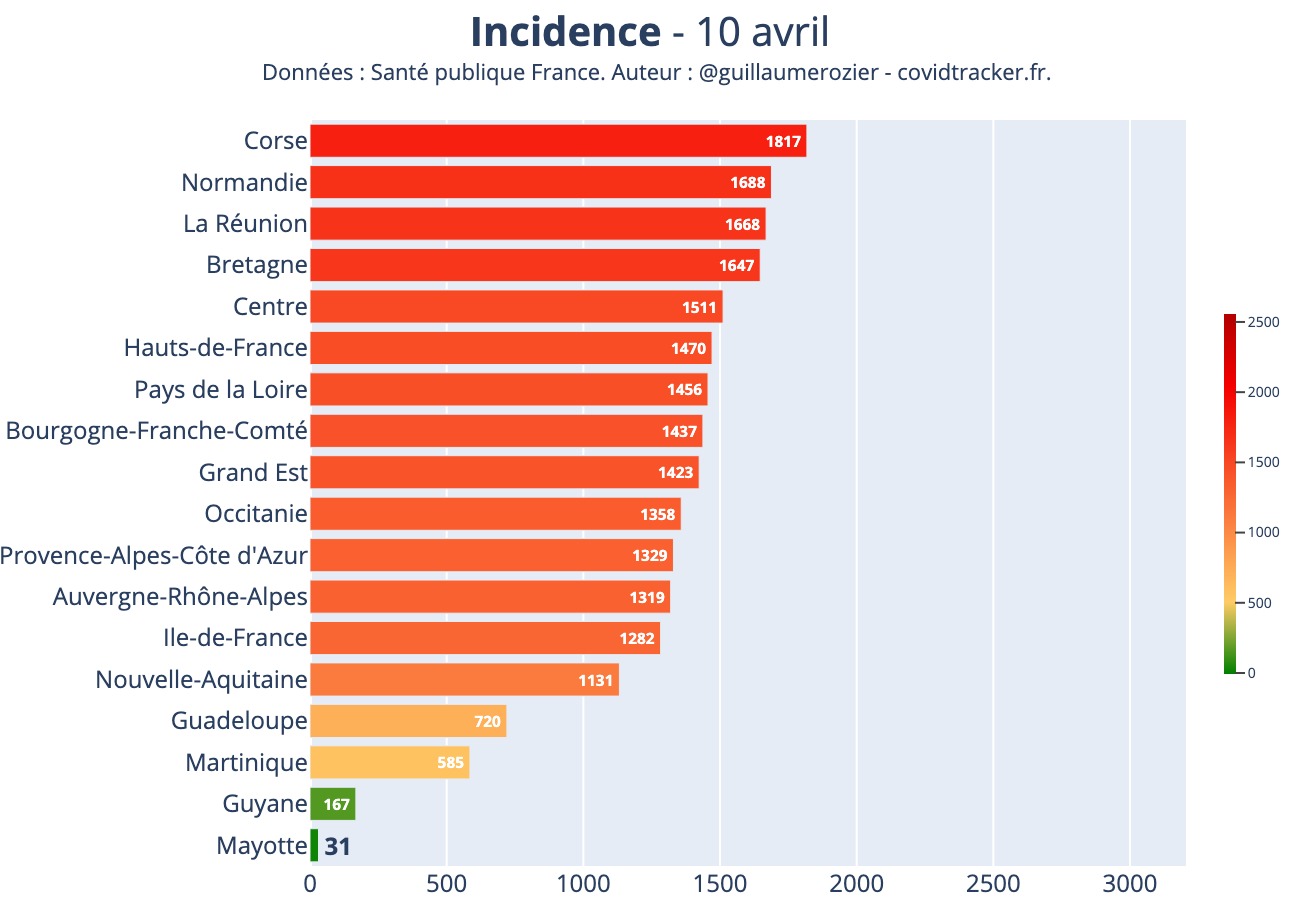 Incidence - 10 avril
Données : Santé publique France. Auteur : @guillaumerozier - covidtracker.fr.
Corse 1817
Normandie 1688
La Réunion 1668
Bretagne 1647
Centre 1511
Hauts-de-France 1470
Pays de la Loire 1456
Bourgogne-Franche-Comté 1437
Grand Est 1423
Occitanie 1358
Provence-Alpes-Côte d'Azur 1329
Auvergne-Rhône-Alpes 1319
Ile-de-France 1282
Nouvelle-Aquitaine 1131
Guadeloupe 720
Martinique 585
Guyane 167
Mayotte 31
0 500 1000 1500 2000 2500 3000
2500
2000
1500
1000
500
0